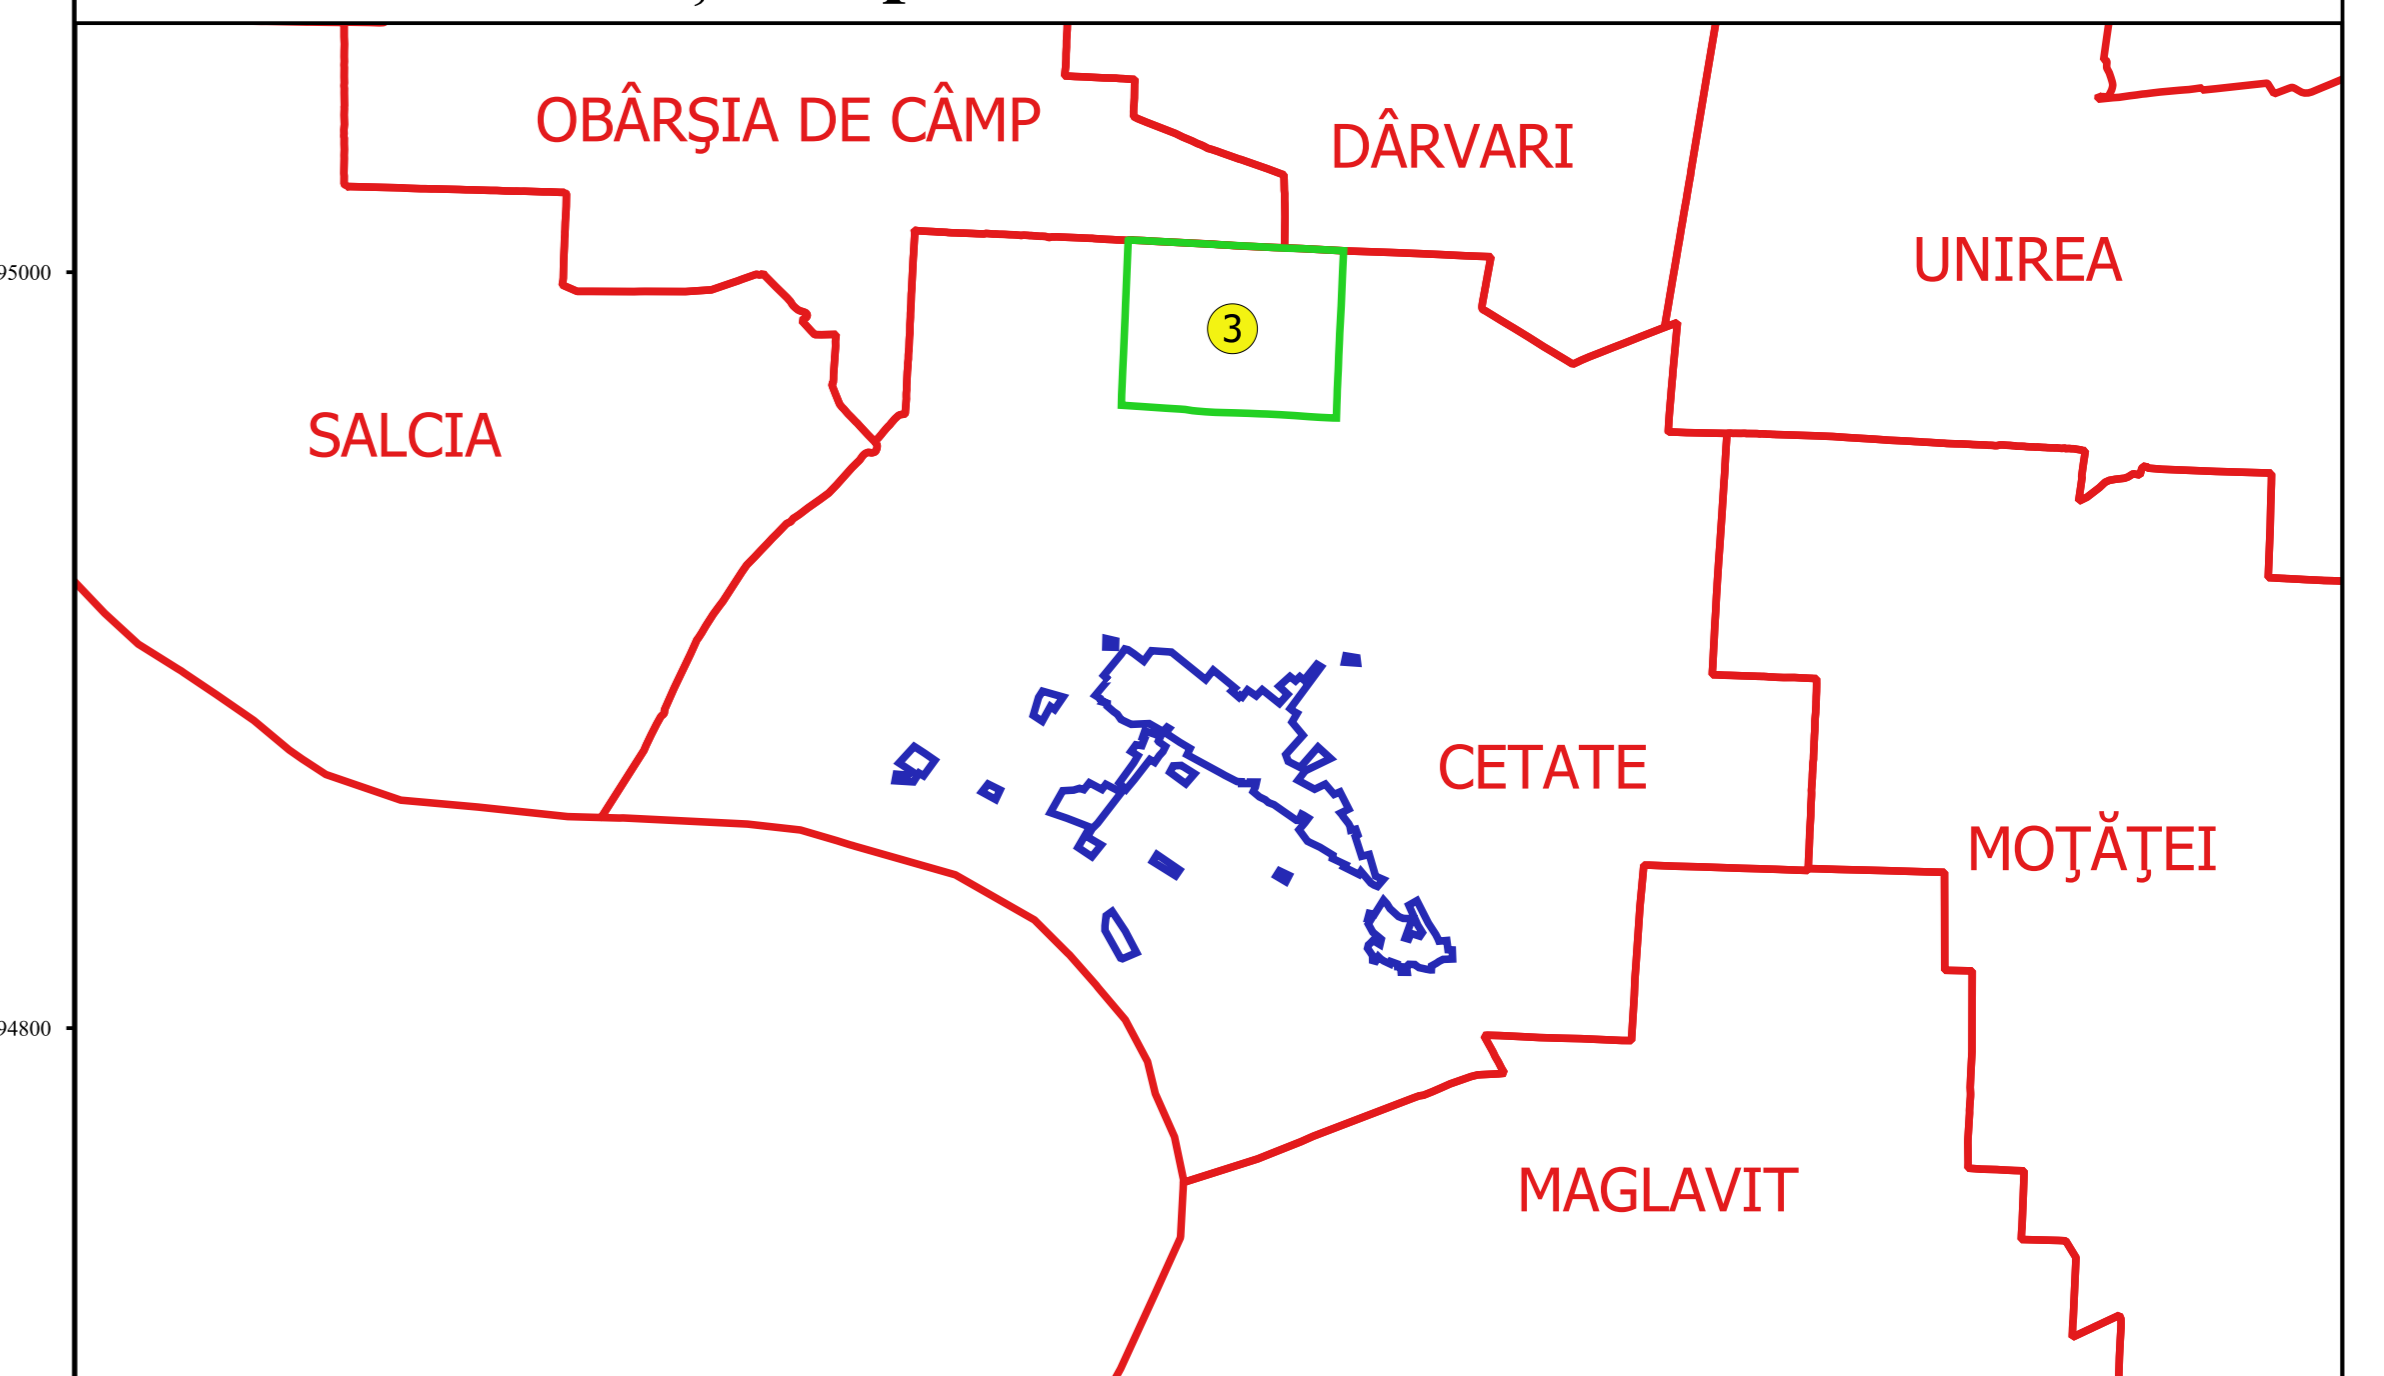 OBÂRŞIA DE CÂMP
DÂRVARI
UNIREA
95000
3
SALCIA
CETATE
MOŢĂŢEI
94800
MAGLAVIT